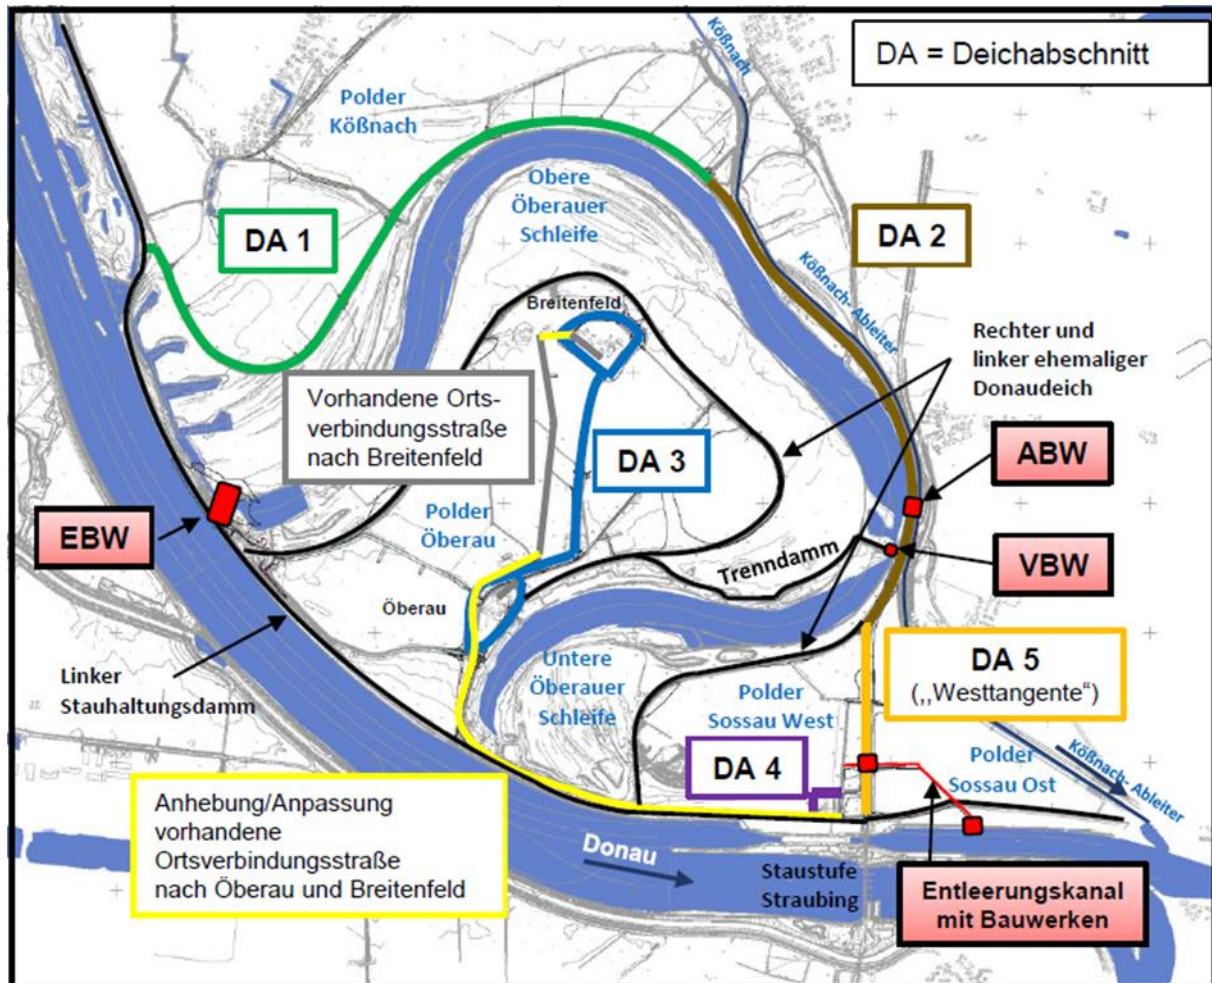 DA = Deichabschnitt
Kößnach
Polder
Kößnach
Obere
Öberauer
Schleife
DA 1
DA 2
Kößnach- Ableiter
Breitenfeld
Rechter und
linker ehemaliger
Donaudeich
Vorhandene Orts-
verbindungsstraße
nach Breitenfeld
DA 3
ABW
EBW
Polder
Öberau
Trenndamm
VBW
Öberau
Linker
Stauhaltungsdamm
Untere
Öberauer
Schleife
Polder
Sossau West
DA 5
(,,Westtangente“)
DA 4
Polder
Sossau Ost
Kößnach- Ableiter
Anhebung/Anpassung
vorhandene
Ortsverbindungsstraße
nach Öberau und Breitenfeld
Donau
Staustufe
Straubing
Entleerungskanal
mit Bauwerken